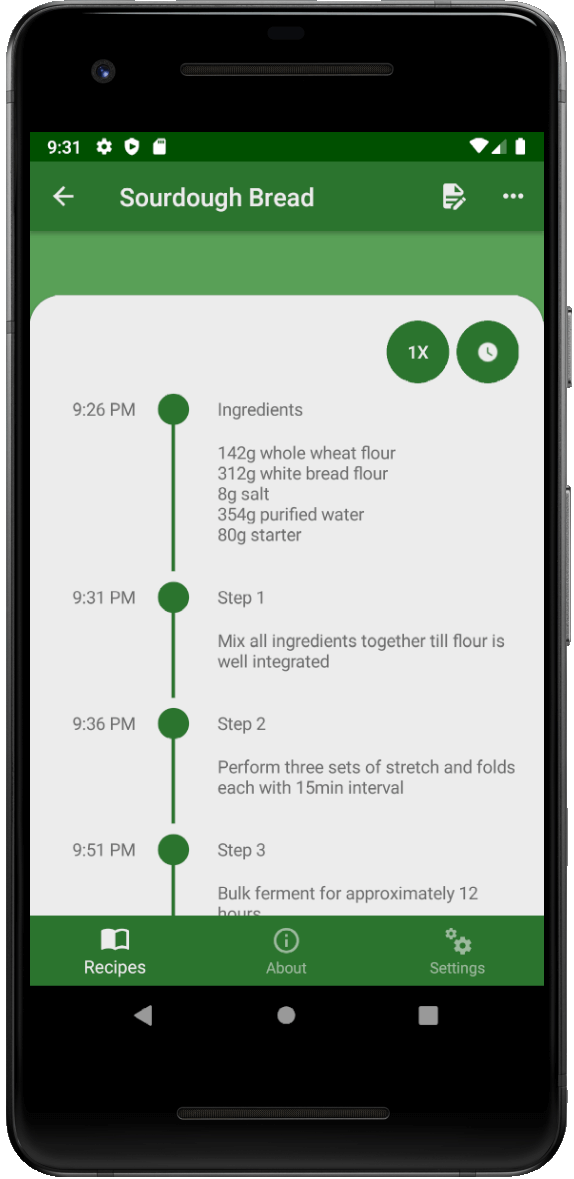 9:31
Sourdough Bread
1X
9:26 PM
Ingredients
142g whole wheat flour
312g white bread flour
8g salt
354g purified water
80g starter
9:31 PM
Step 1
Mix all ingredients together till flour is
well integrated
9:36 PM
Step 2
Perform three sets of stretch and folds
each with 15min interval
9:51 PM
Step 3
Bulk ferment for approximately 12
hours
Recipes
About
Settings